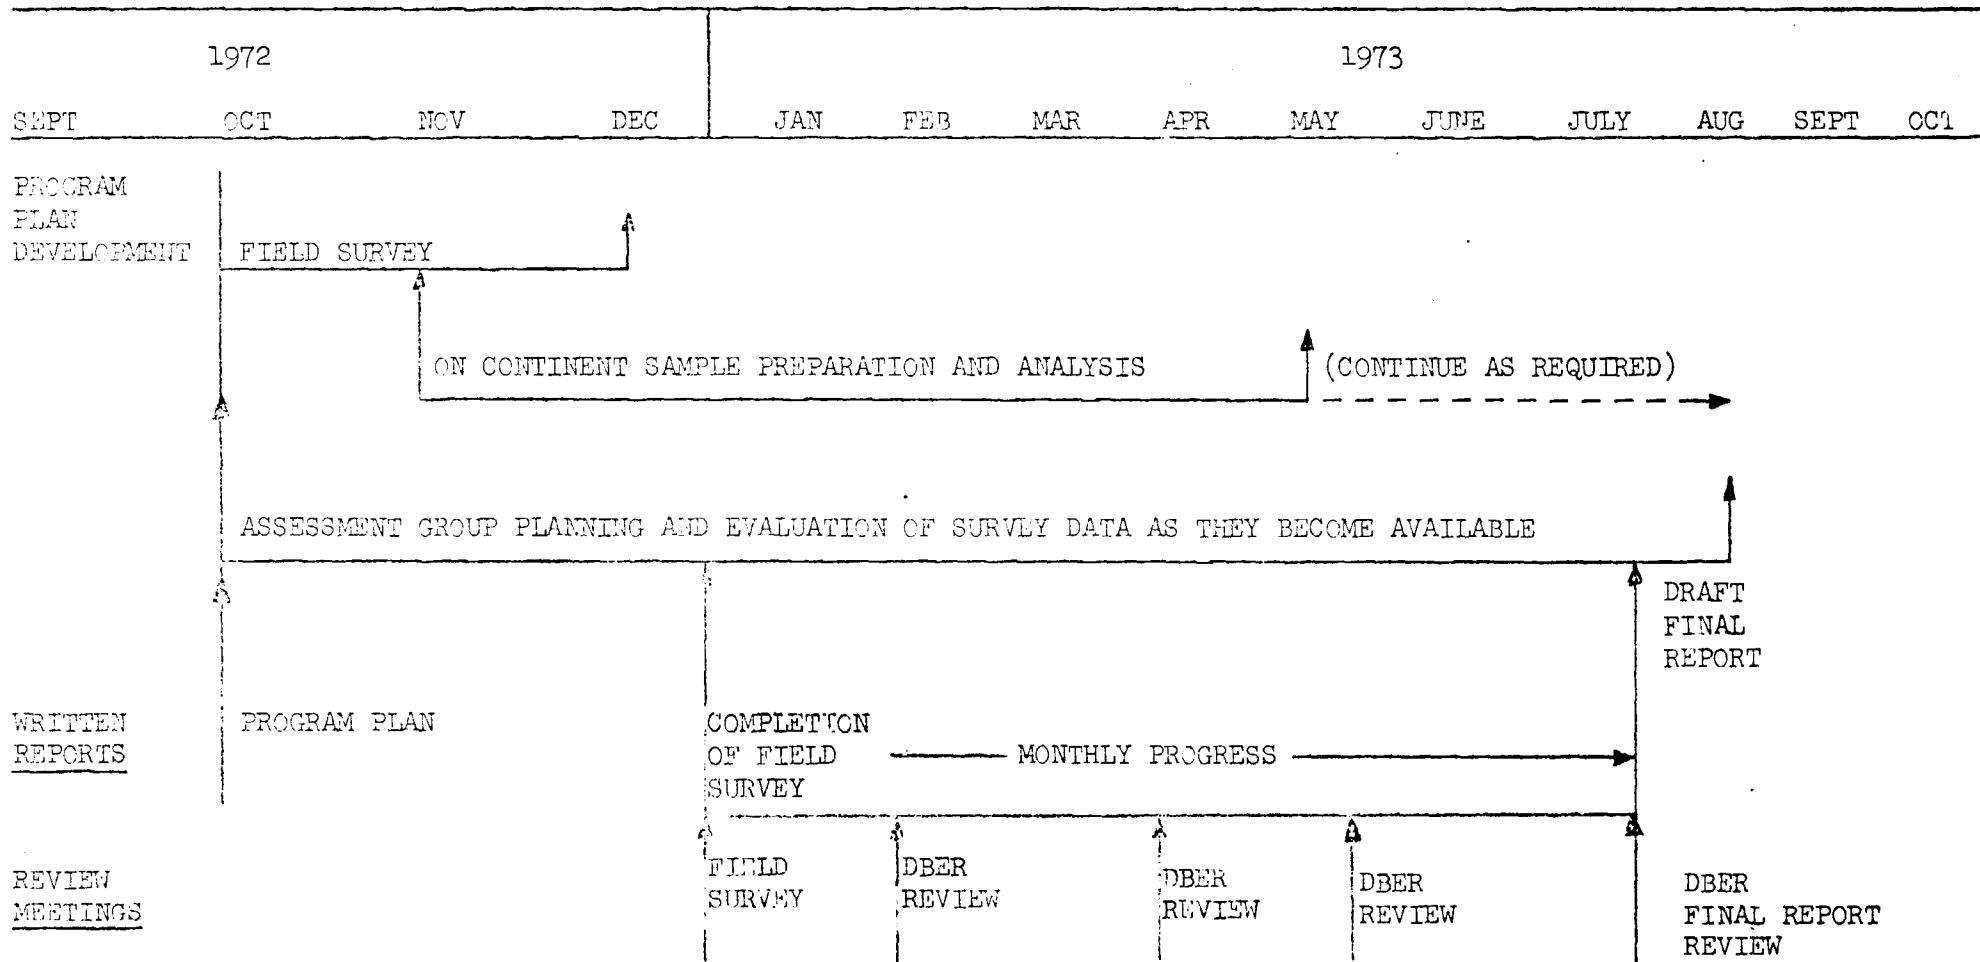 1972 1973
SEPT OCT NOV DEC JAN FEB MAR APR MAY JUNE JULY AUG SEPT OCT
PROGRAM
PLAN
DEVELOPMENT FIELD SURVEY
ON CONTINENT SAMPLE PREPARATION AND ANALYSIS (CONTINUE AS REQUIRED)
ASSESSMENT GROUP PLANNING AND EVALUATION OF SURVEY DATA AS THEY BECOME AVAILABLE
DRAFT
FINAL
REPORT
WRITTEN
REPORTS
PROGRAM PLAN
COMPLETION
OF FIELD
SURVEY
MONTHLY PROGRESS
REVIEW
MEETINGS
FIELD
SURVEY
DBER
REVIEW
DBER
REVIEW
DBER
REVIEW
DBER
FINAL REPORT
REVIEW